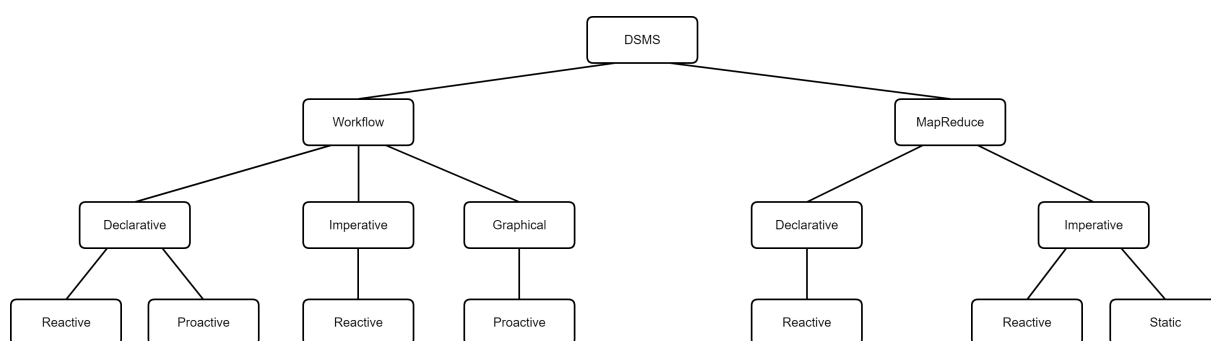 DSMS
Workflow
MapReduce
Declarative
Imperative
Graphical
Declarative
Imperative
Reactive
Proactive
Reactive
Proactive
Reactive
Reactive
Static